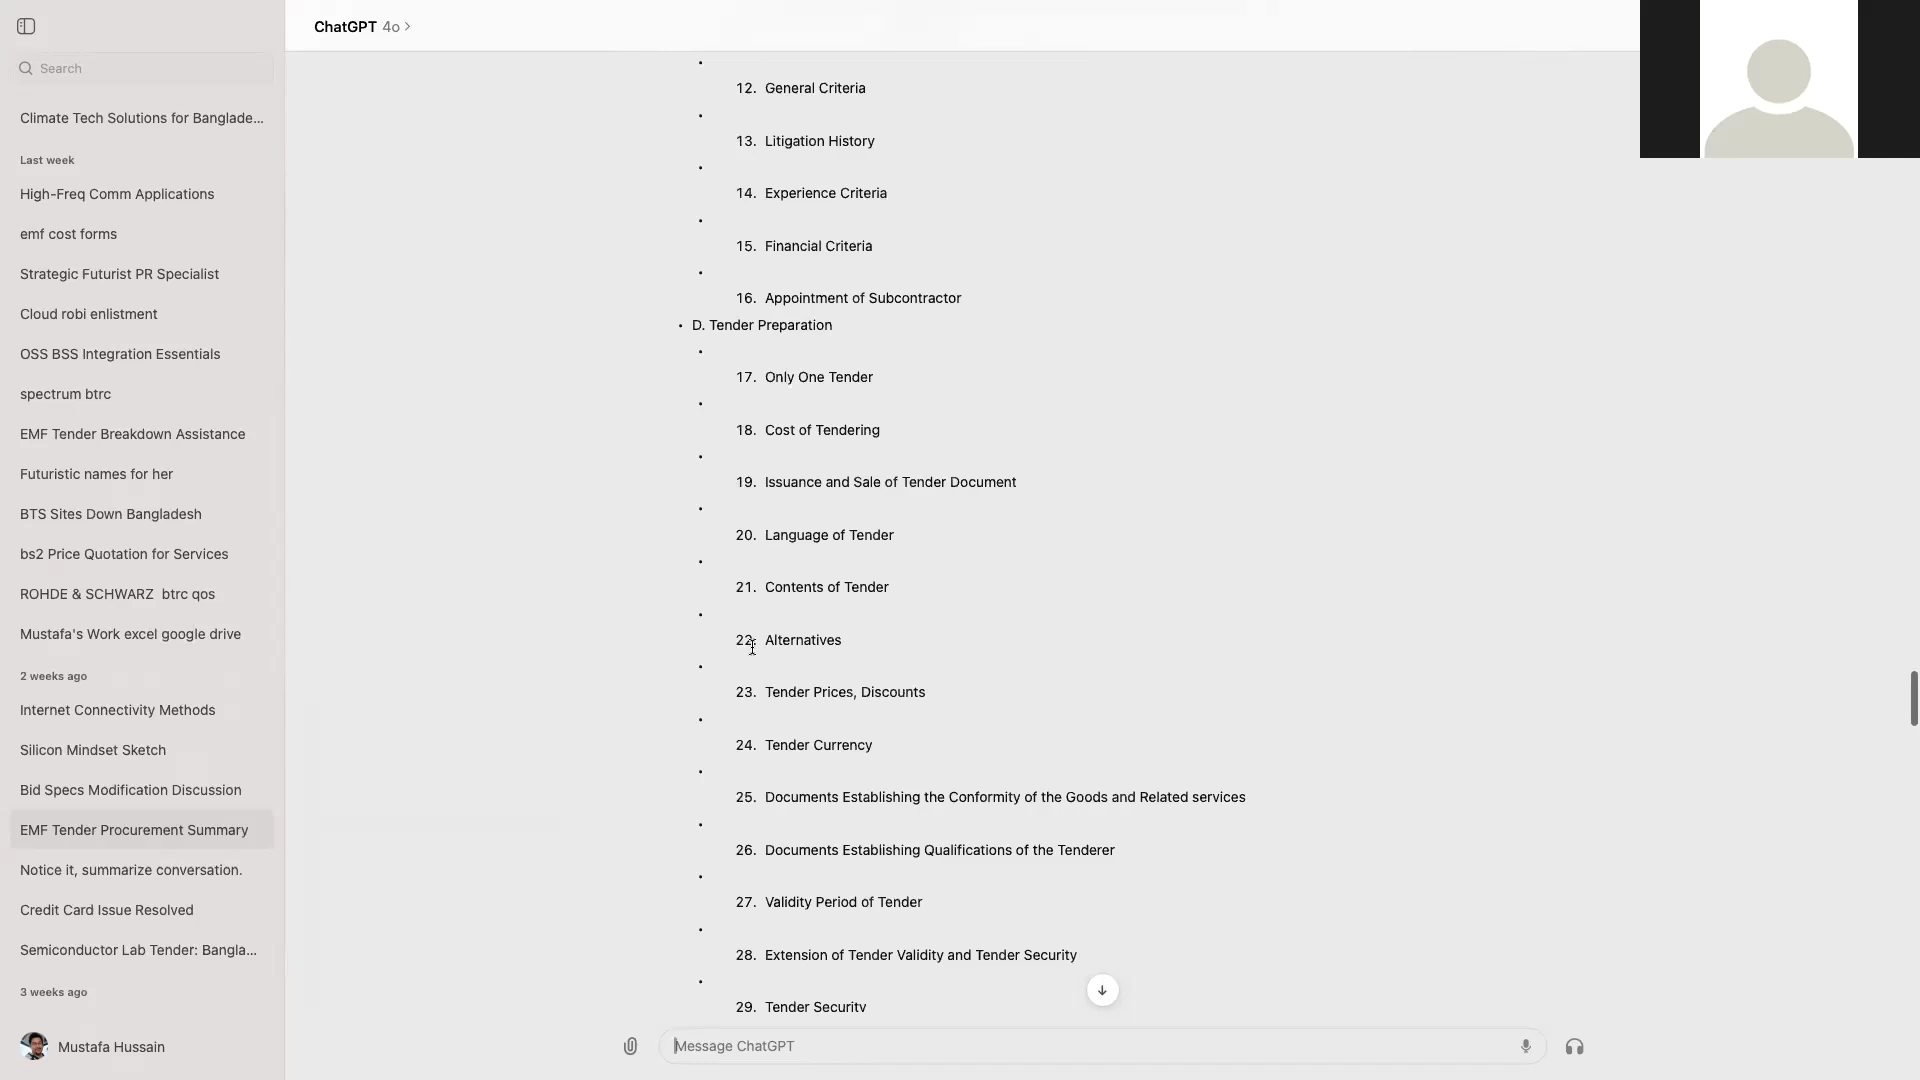 Search
Climate Tech Solutions for Banglade...
Last week
High-Freq Comm Applications
emf cost forms
Strategic Futurist PR Specialist
Cloud robi enlistment
OSS BSS Integration Essentials
spectrum btrc
EMF Tender Breakdown Assistance
Futuristic names for her
BTS Sites Down Bangladesh
bs2 Price Quotation for Services
ROHDE & SCHWARZ btrc qos
Mustafa's Work excel google drive
2 weeks ago
Internet Connectivity Methods
Silicon Mindset Sketch
Bid Specs Modification Discussion
EMF Tender Procurement Summary
Notice it, summarize conversation.
Credit Card Issue Resolved
Semiconductor Lab Tender: Bangla...
3 weeks ago
Mustafa Hussain
ChatGPT 4o >
12. General Criteria
13. Litigation History
14. Experience Criteria
15. Financial Criteria
16. Appointment of Subcontractor
• D. Tender Preparation
17. Only One Tender
18. Cost of Tendering
19. Issuance and Sale of Tender Document
20. Language of Tender
21. Contents of Tender
22. Alternatives
23. Tender Prices, Discounts
24. Tender Currency
25. Documents Establishing the Conformity of the Goods and Related services
26. Documents Establishing Qualifications of the Tenderer
27. Validity Period of Tender
28. Extension of Tender Validity and Tender Security
29. Tender Security
Message ChatGPT